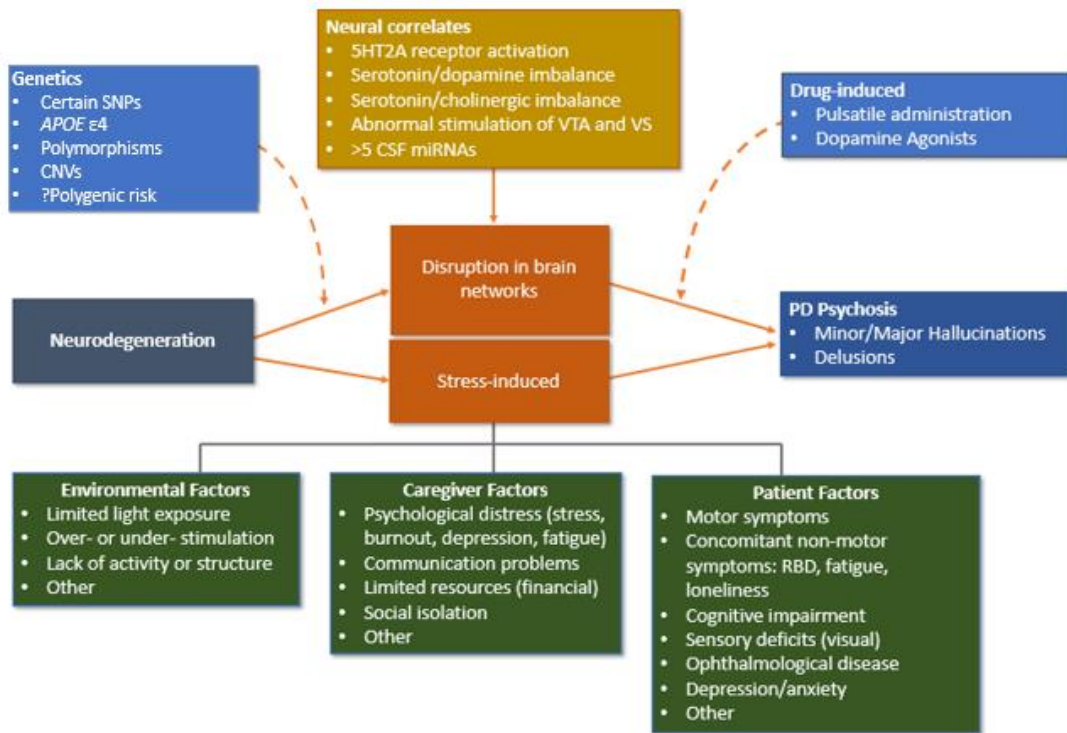 Neural correlates
• 5HT2A receptor activation
• Serotonin/dopamine imbalance
• Serotonin/cholinergic imbalance
• Abnormal stimulation of VTA and VS
• >5 CSF miRNAs
Genetics
• Certain SNPs
• APOE ε4
• Polymorphisms
• CNVs
• ?Polygenic risk
Drug-induced
• Pulsatile administration
• Dopamine Agonists
Neurodegeneration
Disruption in brain
networks
Stress-induced
PD Psychosis
• Minor/Major Hallucinations
• Delusions
Environmental Factors
• Limited light exposure
• Over- or under- stimulation
• Lack of activity or structure
• Other
Caregiver Factors
• Psychological distress (stress,
burnout, depression, fatigue)
• Communication problems
• Limited resources (financial)
• Social isolation
• Other
Patient Factors
• Motor symptoms
• Concomitant non-motor
symptoms: RBD, fatigue,
loneliness
• Cognitive impairment
• Sensory deficits (visual)
• Ophthalmological disease
• Depression/anxiety
• Other